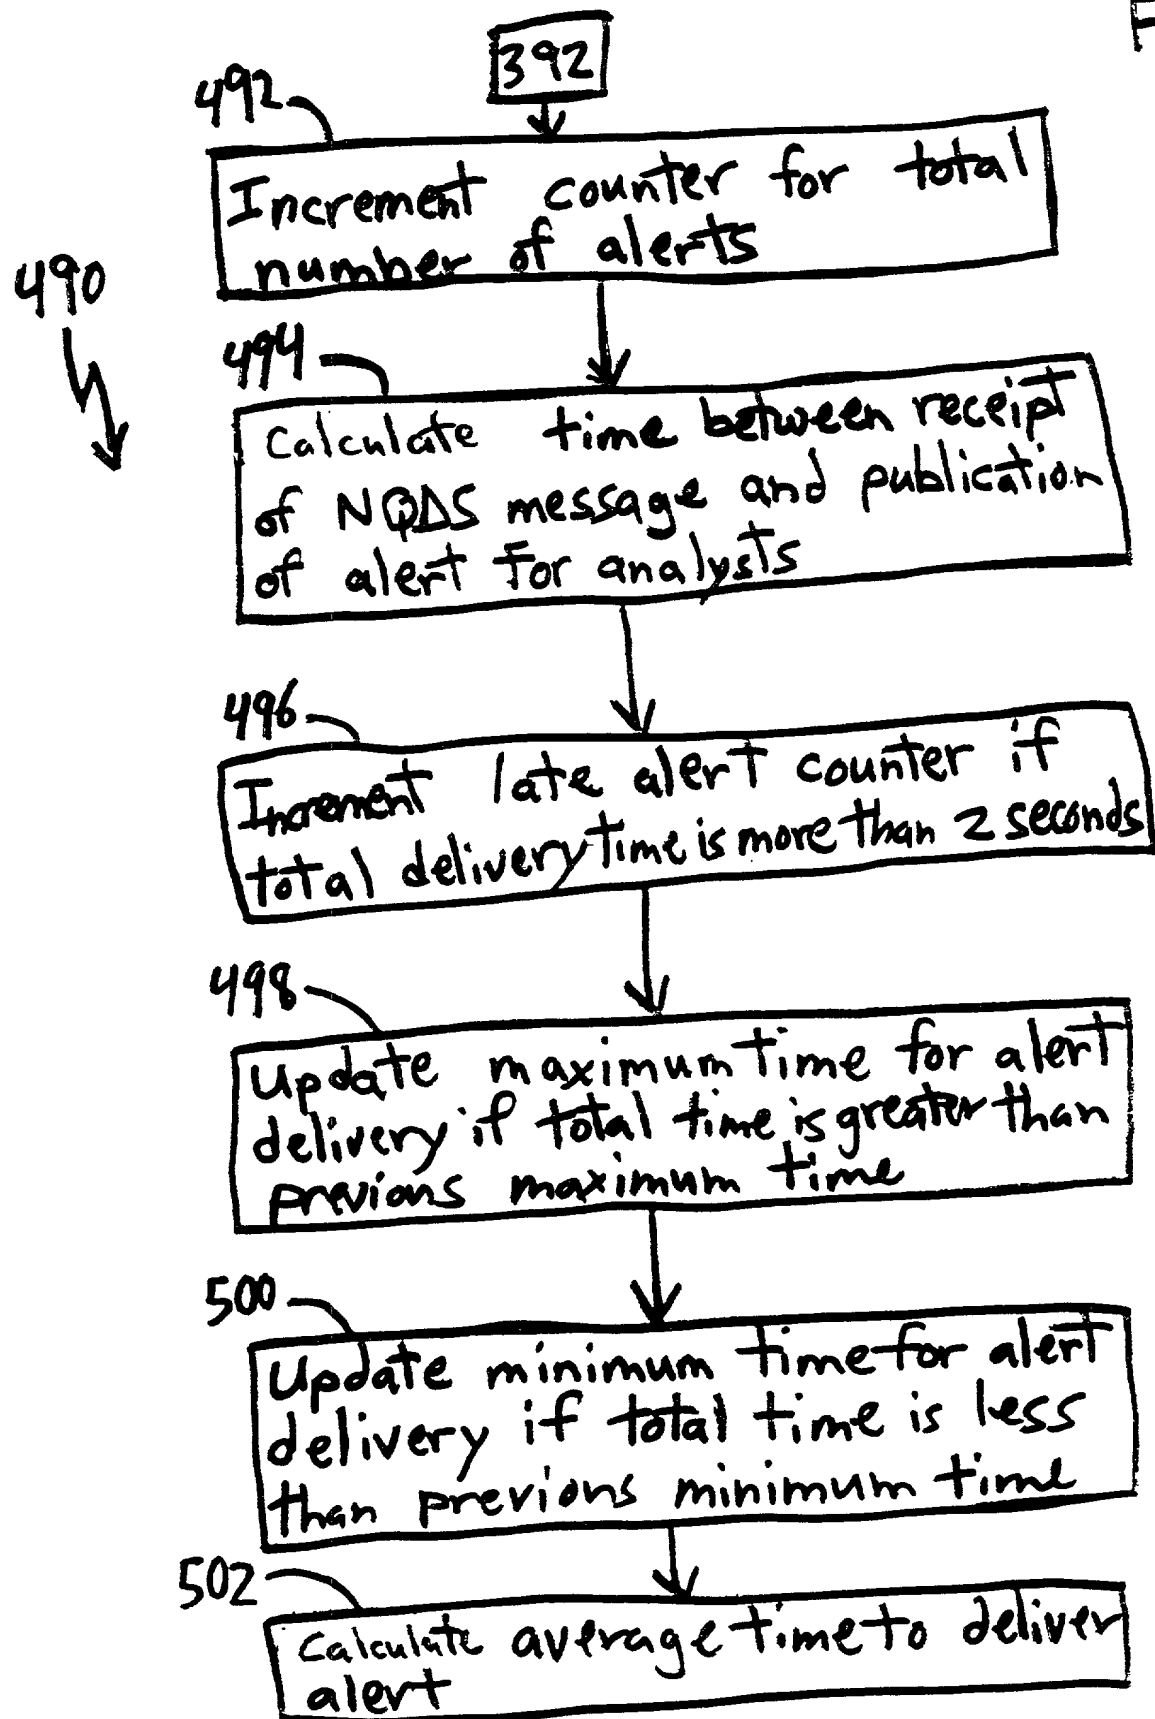 392
492
Increment counter for total
number of alerts
490
494
Calculate time between receipt
of NQDS message and publication
of alert for analysts
496
Increment late alert counter if
total delivery time is more than 2 seconds
498
Update maximum time for alert
delivery if total time is greater than
previous maximum time
500
Update minimum time for alert
delivery if total time is less
than previous minimum time
502
Calculate average time to deliver
alert